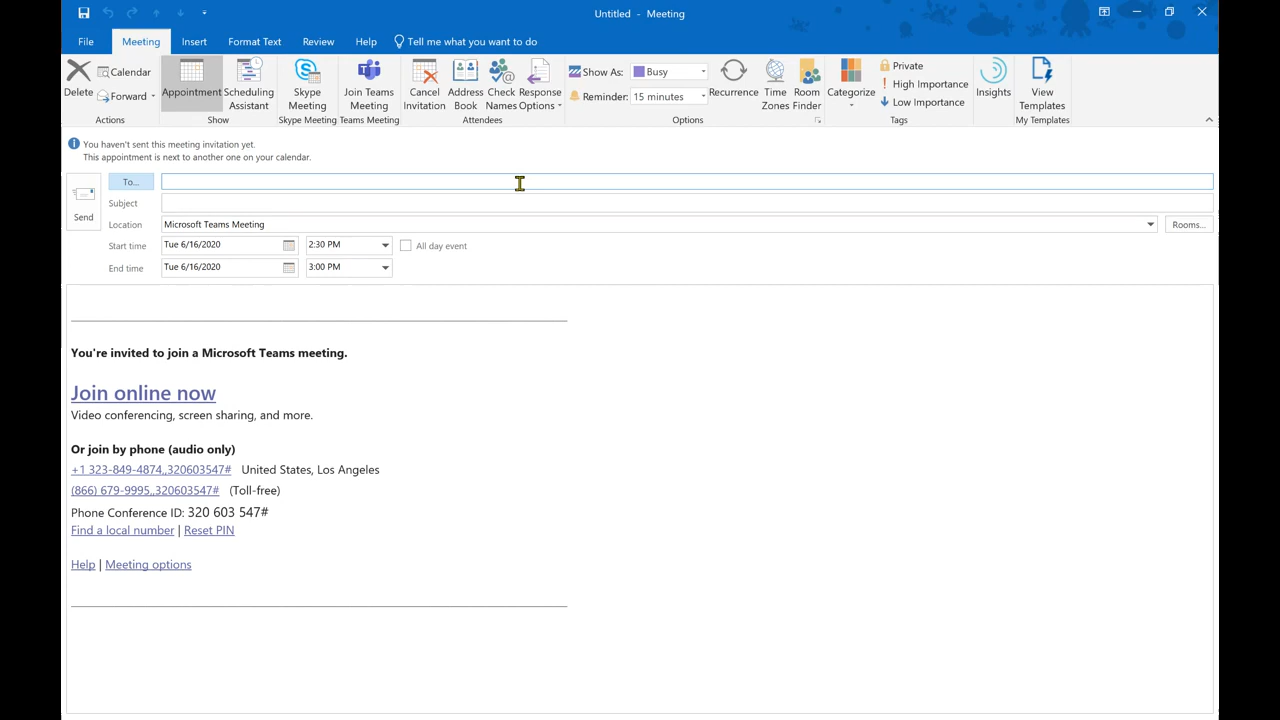 Untitled - Meeting
File Meeting Insert Format Text Review Help Tell me what you want to do
Delete Calendar Forward Appointment Scheduling Assistant Skype Meeting Join Teams Meeting Cancel Invitation Address Book Check Names Response Options Show As: Busy Reminder: 15 minutes Recurrence Time Zones Room Finder Categorize Private High Importance Low Importance Insights View Templates
Actions Show Skype Meeting Teams Meeting Attendees Options Tags My Templates
You haven't sent this meeting invitation yet.
This appointment is next to another one on your calendar.
Send
To...
Subject
Location Microsoft Teams Meeting Rooms...
Start time Tue 6/16/2020 2:30 PM All day event
End time Tue 6/16/2020 3:00 PM
You're invited to join a Microsoft Teams meeting.
Join online now
Video conferencing, screen sharing, and more.
Or join by phone (audio only)
+1 323-849-4874,,320603547# United States, Los Angeles
(866) 679-9995,,320603547# (Toll-free)
Phone Conference ID: 320 603 547#
Find a local number | Reset PIN
Help | Meeting options